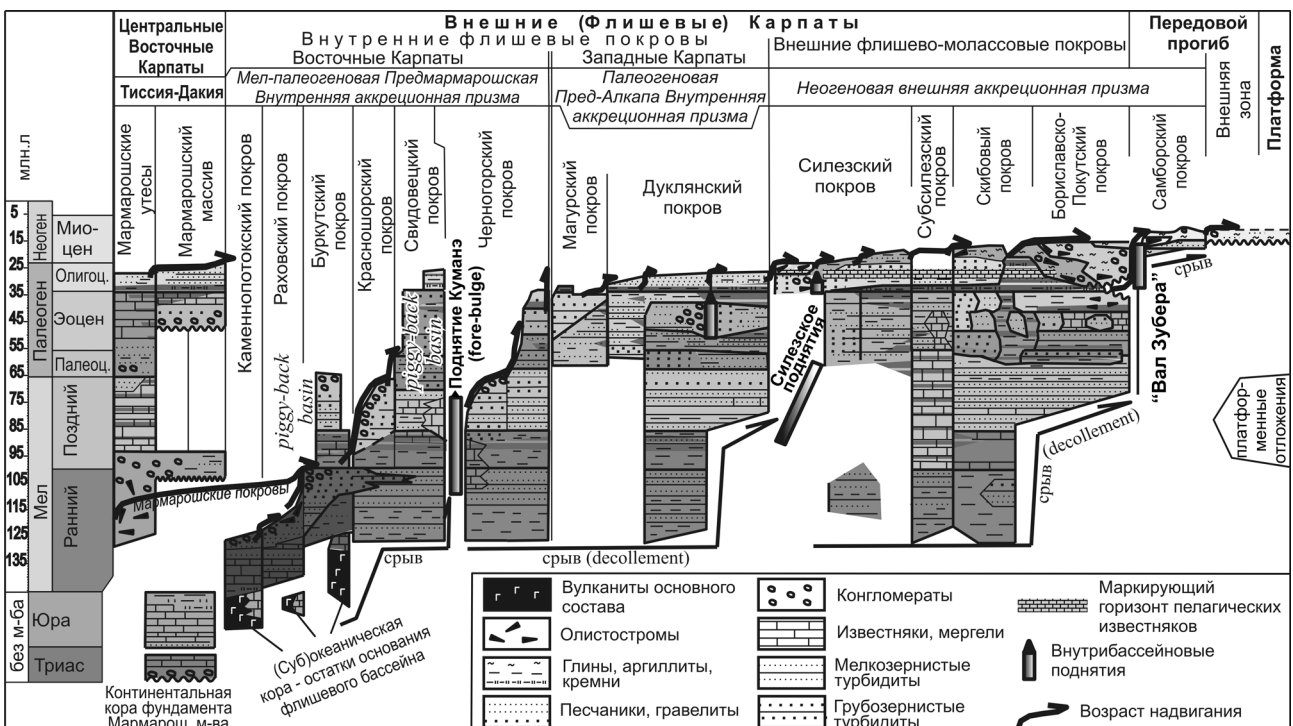 Центральные
Восточные
Карпаты
Внешние (Флишевые) Карпаты
Внутренние флишевые покровы
Внешние флишево-молассовые покровы
Передовой
прогиб
Восточные Карпаты
Западные Карпаты
Тиссия-Дакия
Мел-палеогеновая Предмармарошская
Внутренняя аккреционная призма
Палеогеновая
Пред-Алкапа Внутренняя
аккреционная призма
Неогеновая внешняя аккреционная призма
Внешняя
зона
Платформа
млн.л
Мармарошские
утесы
Мармарошский
массив
Каменнопотокский покров
Раховский покров
Буркутский
покров
Красношорский
покров
Свидовецкий
покров
Черногорский
покров
Магурский
покров
Дуклянский
покров
Силезский
покров
Субсилезский
покров
Скибовый
покров
Бориславско-
Покутский
покров
Самборский
покров
5
15
25
35
45
55
65
75
85
95
105
115
125
135
без м-ба
Неоген
Палеоген
Мел
Мио-
цен
Олигоц.
Эоцен
Палеоц.
Поздний
Ранний
Юра
Триас
piggy-back
basin
piggy-back
basin
Поднятие Куманэ
(fore-bulge)
Силезское
поднятия
"Вал Зубера"
срыв
платфор-
менные
отложения
Мармарошские покровы
срыв
срыв (decollement)
срыв (decollement)
(Суб)океаническая
кора - остатки основания
флишевого бассейна
Континентальная
кора фундамента
Мармарош. м-ва
Вулканиты основного
состава
Олистостромы
Глины, аргиллиты,
кремни
Песчаники, гравелиты
Конгломераты
Известняки, мергели
Мелкозернистые
турбидиты
Грубозернистые
турбидиты
Маркирующий
горизонт пелагических
известняков
Внутрибассейновые
поднятия
Возраст надвигания